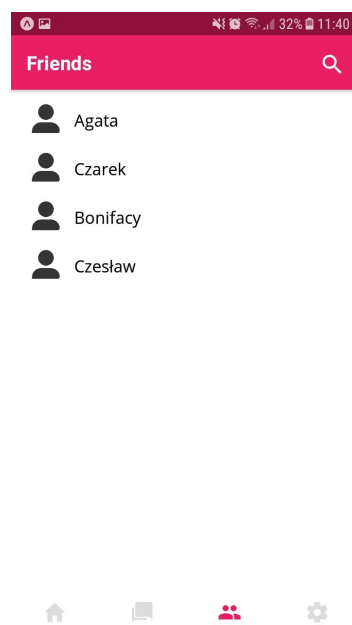 32% 11:40
Friends
Agata
Czarek
Bonifacy
Czesław